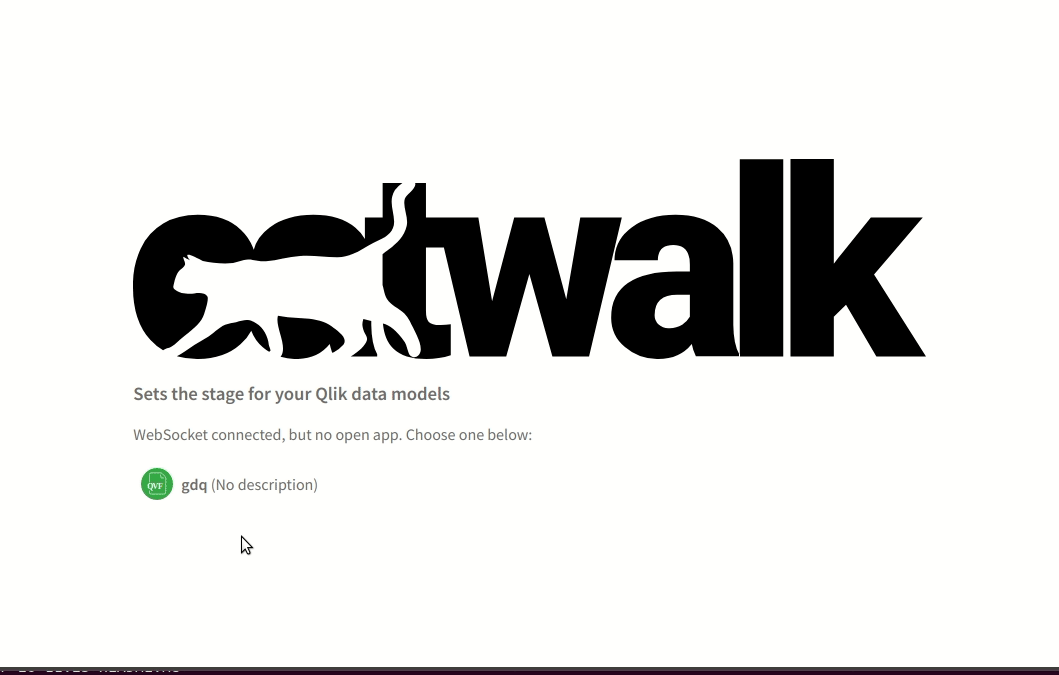 catwalk
Sets the stage for your Qlik data models
WebSocket connected, but no open app. Choose one below:
QVF gdq (No description)